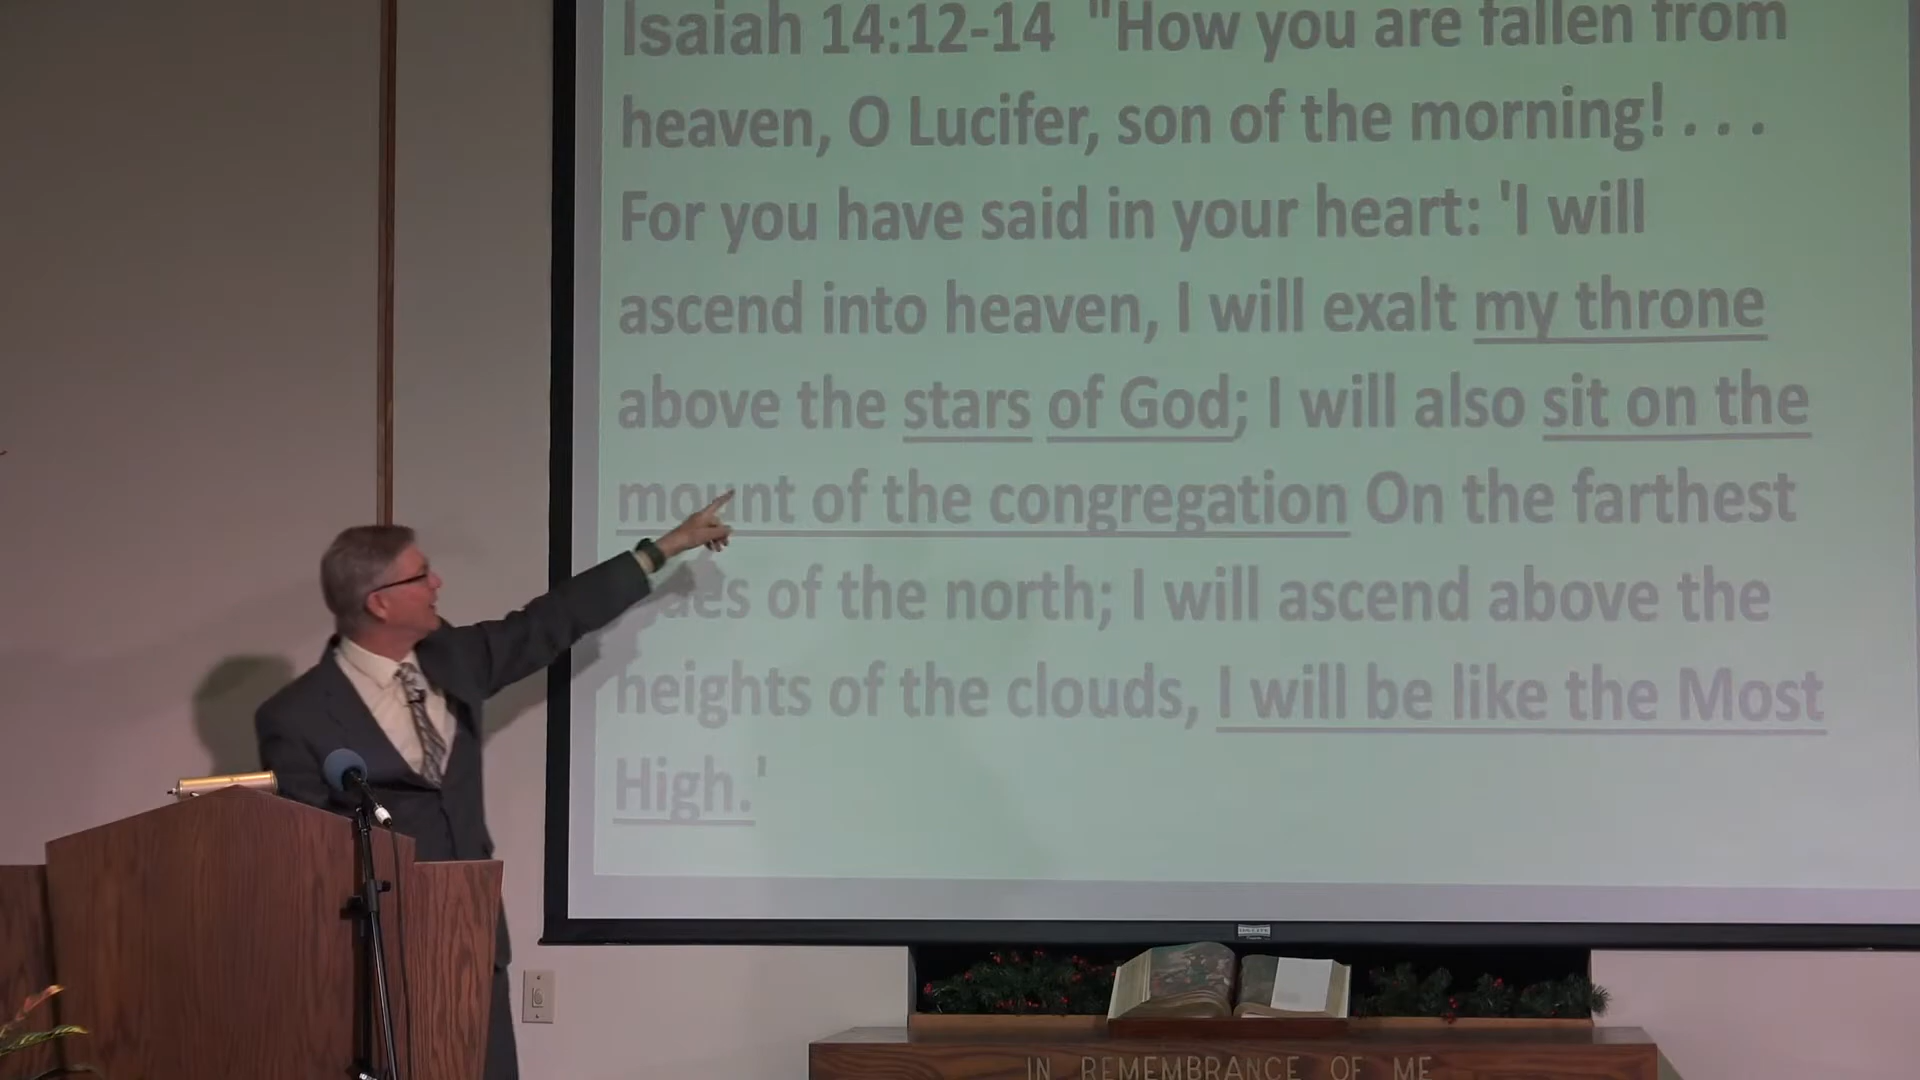 Isaiah 14:12-14 "How you are fallen from
heaven, O Lucifer, son of the morning! . . .
For you have said in your heart: 'I will
ascend into heaven, I will exalt my throne
above the stars of God; I will also sit on the
mount of the congregation On the farthest
of the north; I will ascend above the
heights of the clouds, I will be like the Most
High.'
IN REMEMBRANCE OF ME